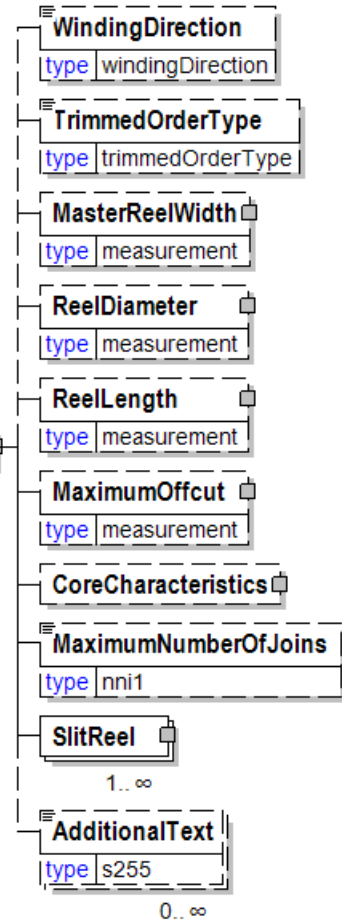 WindingDirection
type windingDirection
TrimmedOrderType
type trimmedOrderType
MasterReelWidth
type measurement
ReelDiameter
type measurement
ReelLength
type measurement
MaximumOffcut
type measurement
CoreCharacteristics
MaximumNumberOfJoins
type nni1
SlitReel
1.. ∞
AdditionalText
type s255
0.. ∞